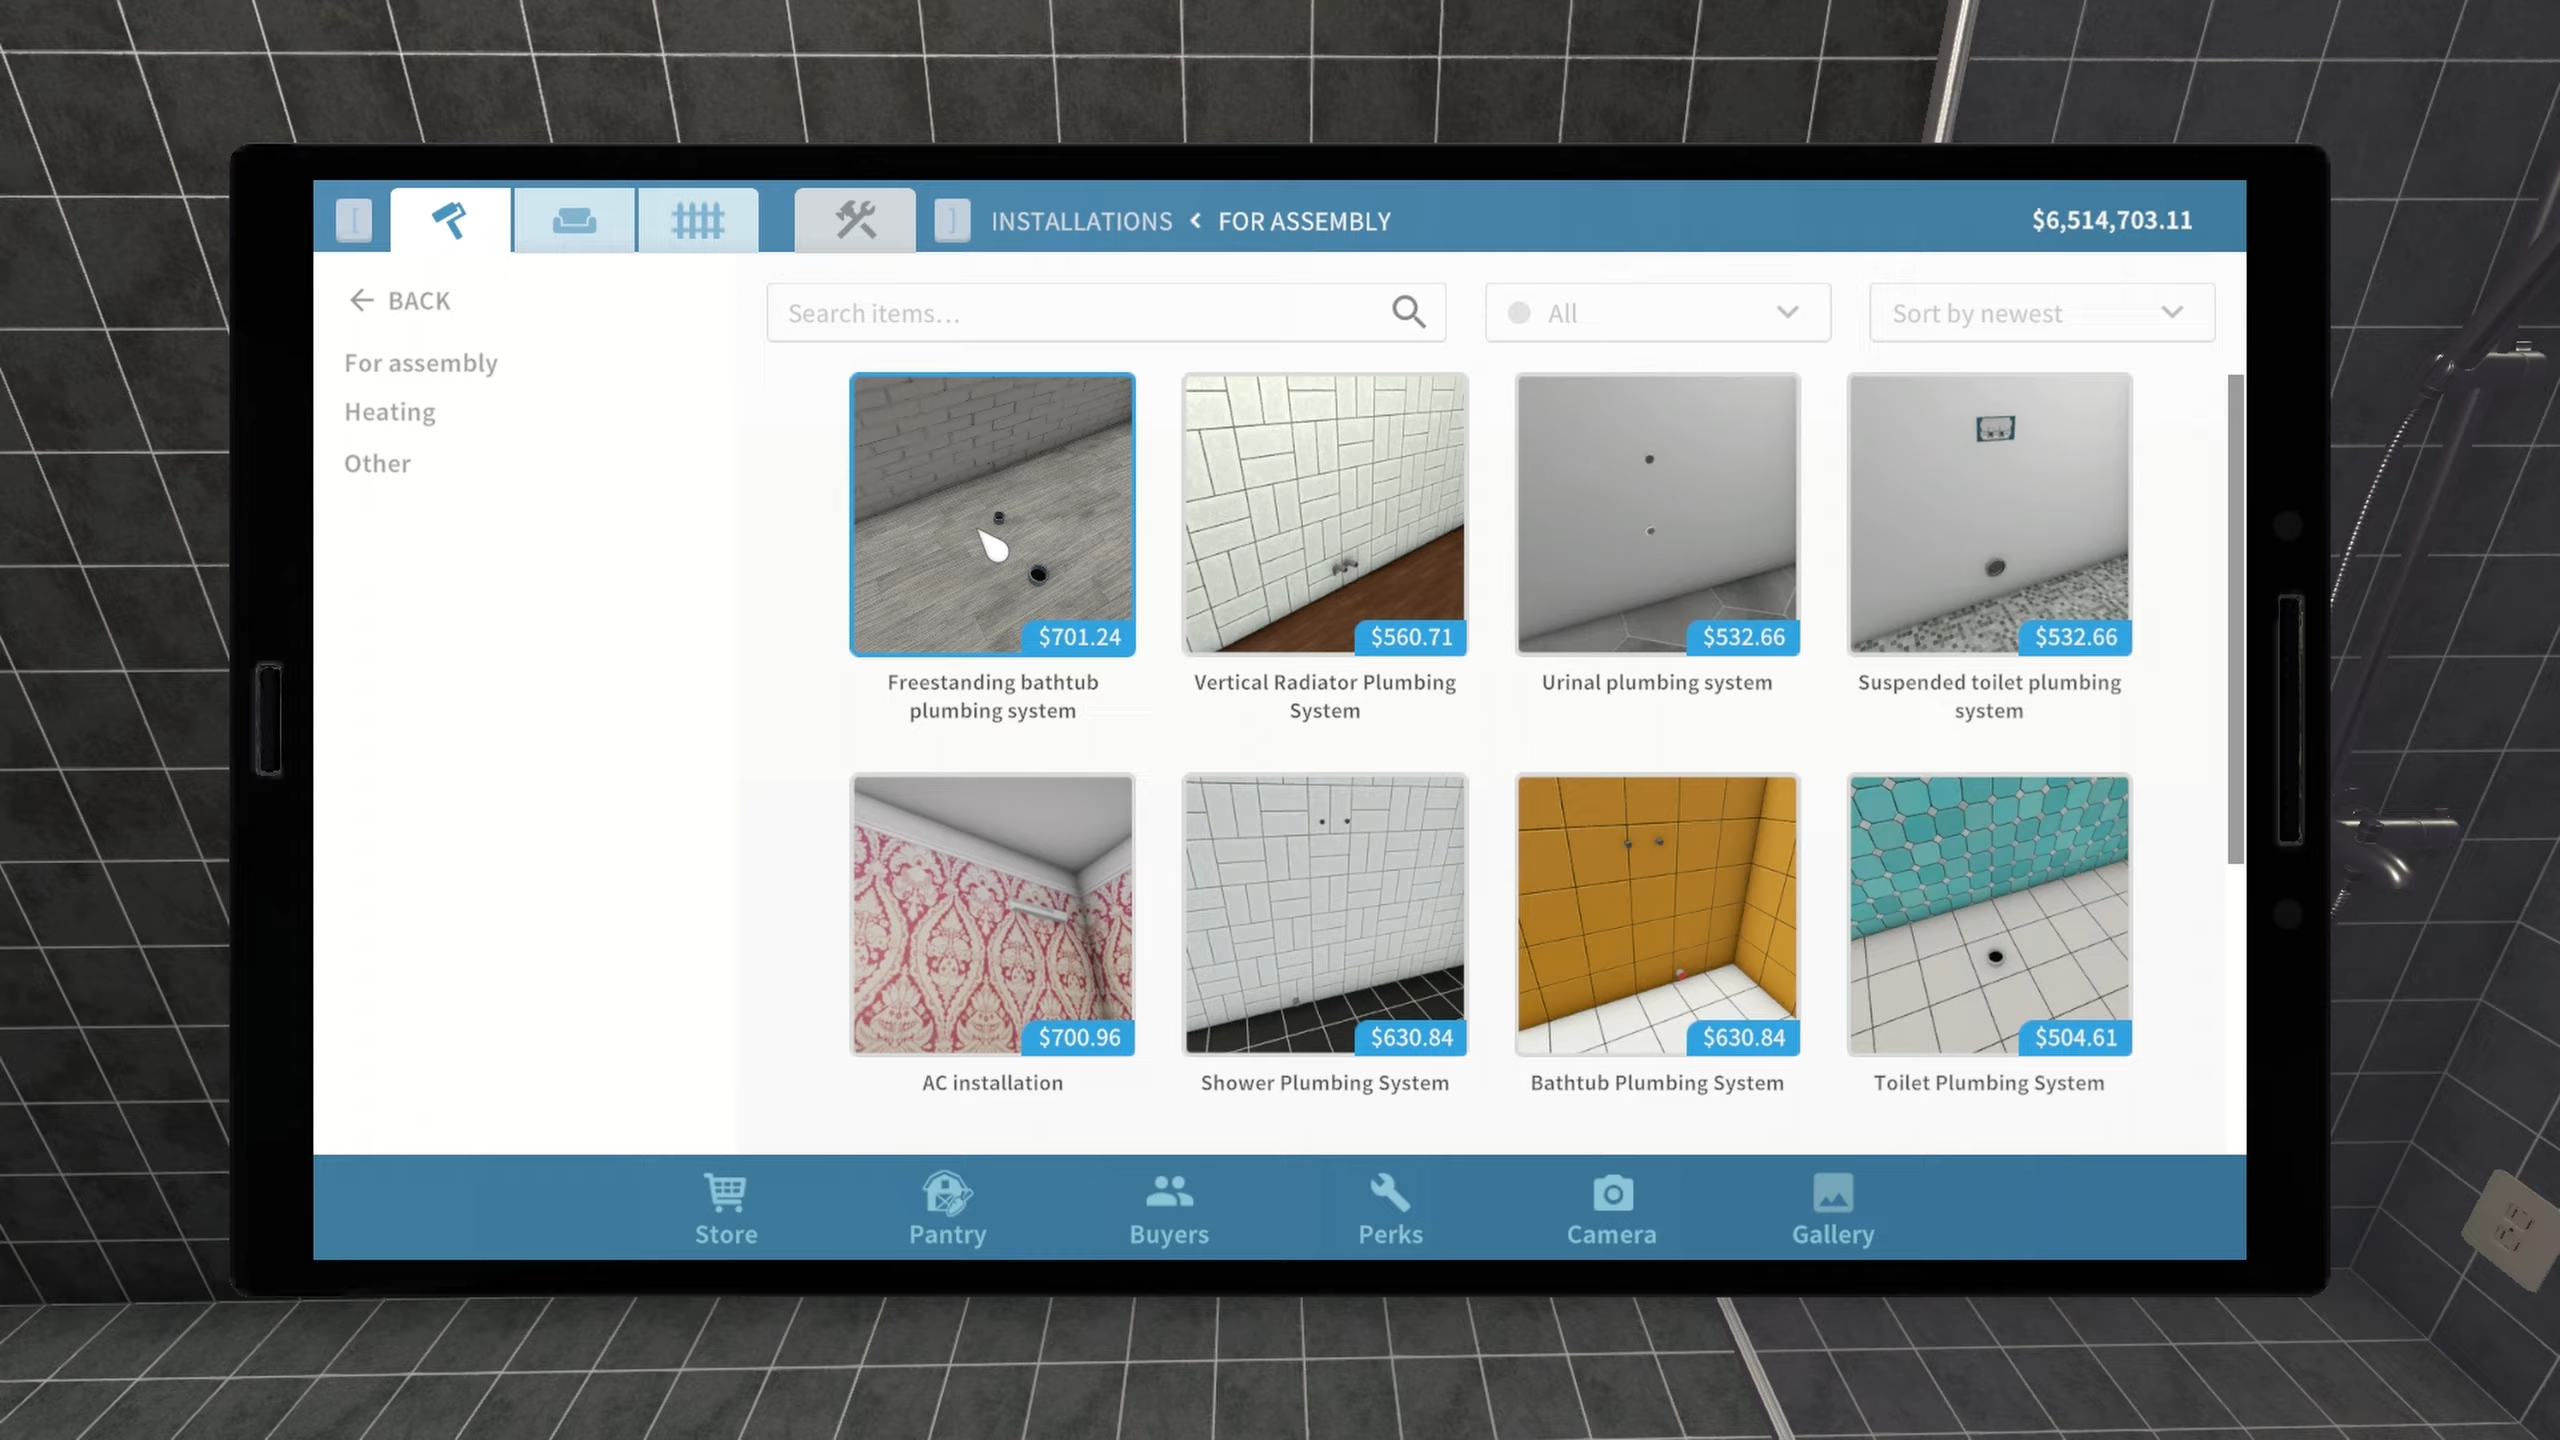 [
]
INSTALLATIONS < FOR ASSEMBLY
$6,514,703.11
BACK
For assembly
Heating
Other
Search items...
All
Sort by newest
$701.24
$560.71
$532.66
$532.66
Freestanding bathtub
plumbing system
Vertical Radiator Plumbing
System
Urinal plumbing system
Suspended toilet plumbing
system
$700.96
$630.84
$630.84
$504.61
AC installation
Shower Plumbing System
Bathtub Plumbing System
Toilet Plumbing System
Store
Pantry
Buyers
Perks
Camera
Gallery